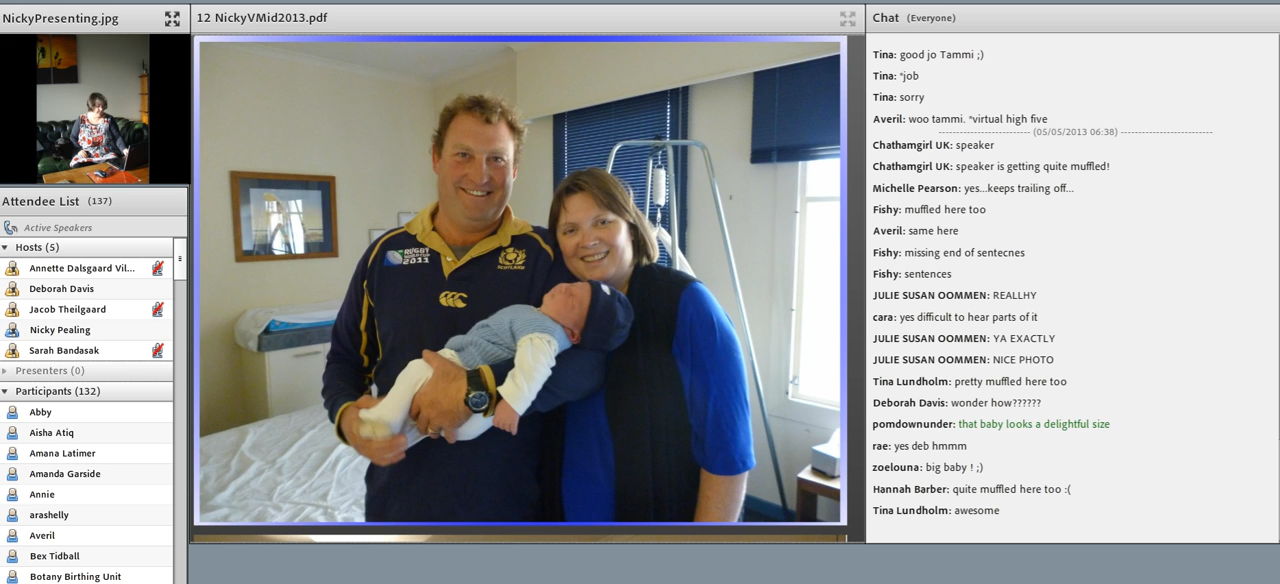 NickyPresenting.jpg
Attendee List (137)
Active Speakers
Hosts (5)
Annette Dalsgaard Vil...
Deborah Davis
Jacob Theilgaard
Nicky Pealing
Sarah Bandasak
Presenters (0)
Participants (132)
Abby
Aisha Atiq
Amana Latimer
Amanda Garside
Annie
arashelly
Averil
Bex Tidball
Botany Birthing Unit
12 NickyVMid2013.pdf
RUGBY
WORLD CUP
2011
SCOTLAND
CCC
Chat (Everyone)
Tina: good jo Tammi ;)
Tina: *job
Tina: sorry
Averil: woo tammi. *virtual high five
(05/05/2013 06:38)
Chathamgirl UK: speaker
Chathamgirl UK: speaker is getting quite muffled!
Michelle Pearson: yes...keeps trailing off...
Fishy: muffled here too
Averil: same here
Fishy: missing end of sentecnes
Fishy: sentences
JULIE SUSAN OOMMEN: REALLHY
cara: yes difficult to hear parts of it
JULIE SUSAN OOMMEN: YA EXACTLY
JULIE SUSAN OOMMEN: NICE PHOTO
Tina Lundholm: pretty muffled here too
Deborah Davis: wonder how??????
pomdownunder: that baby looks a delightful size
rae: yes deb hmmm
zoelouna: big baby ! ;)
Hannah Barber: quite muffled here too :(
Tina Lundholm: awesome